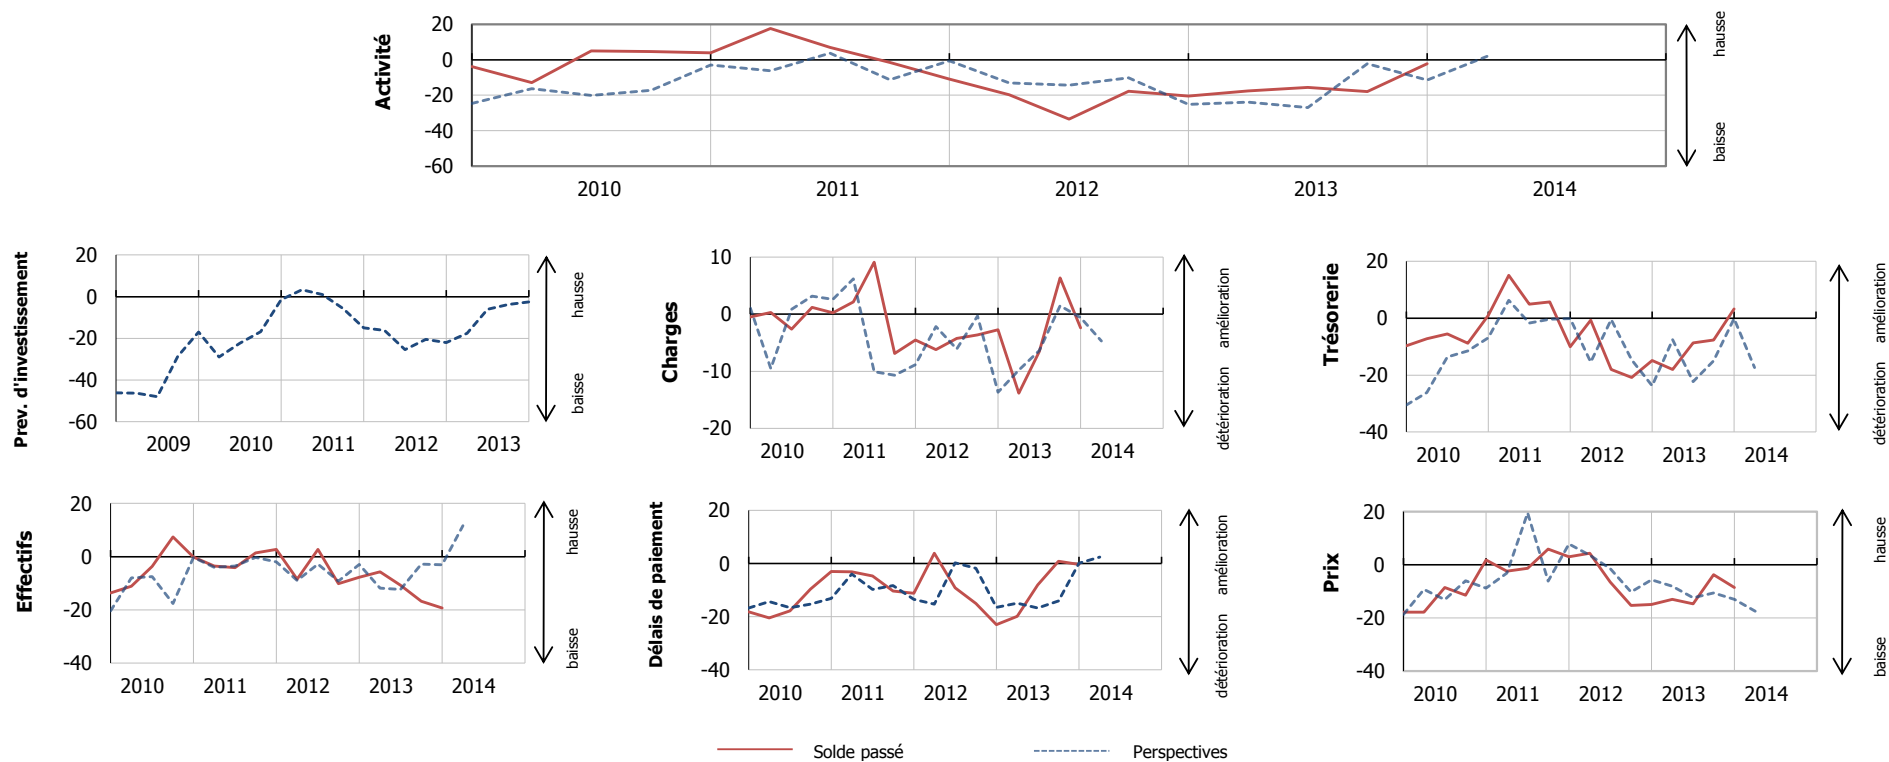 Activité
20
0
-20
-40
-60
2010 2011 2012 2013 2014
hausse
baisse
Prev. d'investissement
20
0
-20
-40
-60
2009 2010 2011 2012 2013
hausse
baisse
Charges
10
0
-10
-20
2010 2011 2012 2013 2014
amélioration
détérioration
Trésorerie
20
0
-20
-40
2010 2011 2012 2013 2014
amélioration
détérioration
Effectifs
20
0
-20
-40
2010 2011 2012 2013 2014
hausse
baisse
Délais de paiement
20
0
-20
-40
2010 2011 2012 2013 2014
amélioration
détérioration
Prix
20
0
-20
-40
2010 2011 2012 2013 2014
hausse
baisse
Solde passé Perspectives